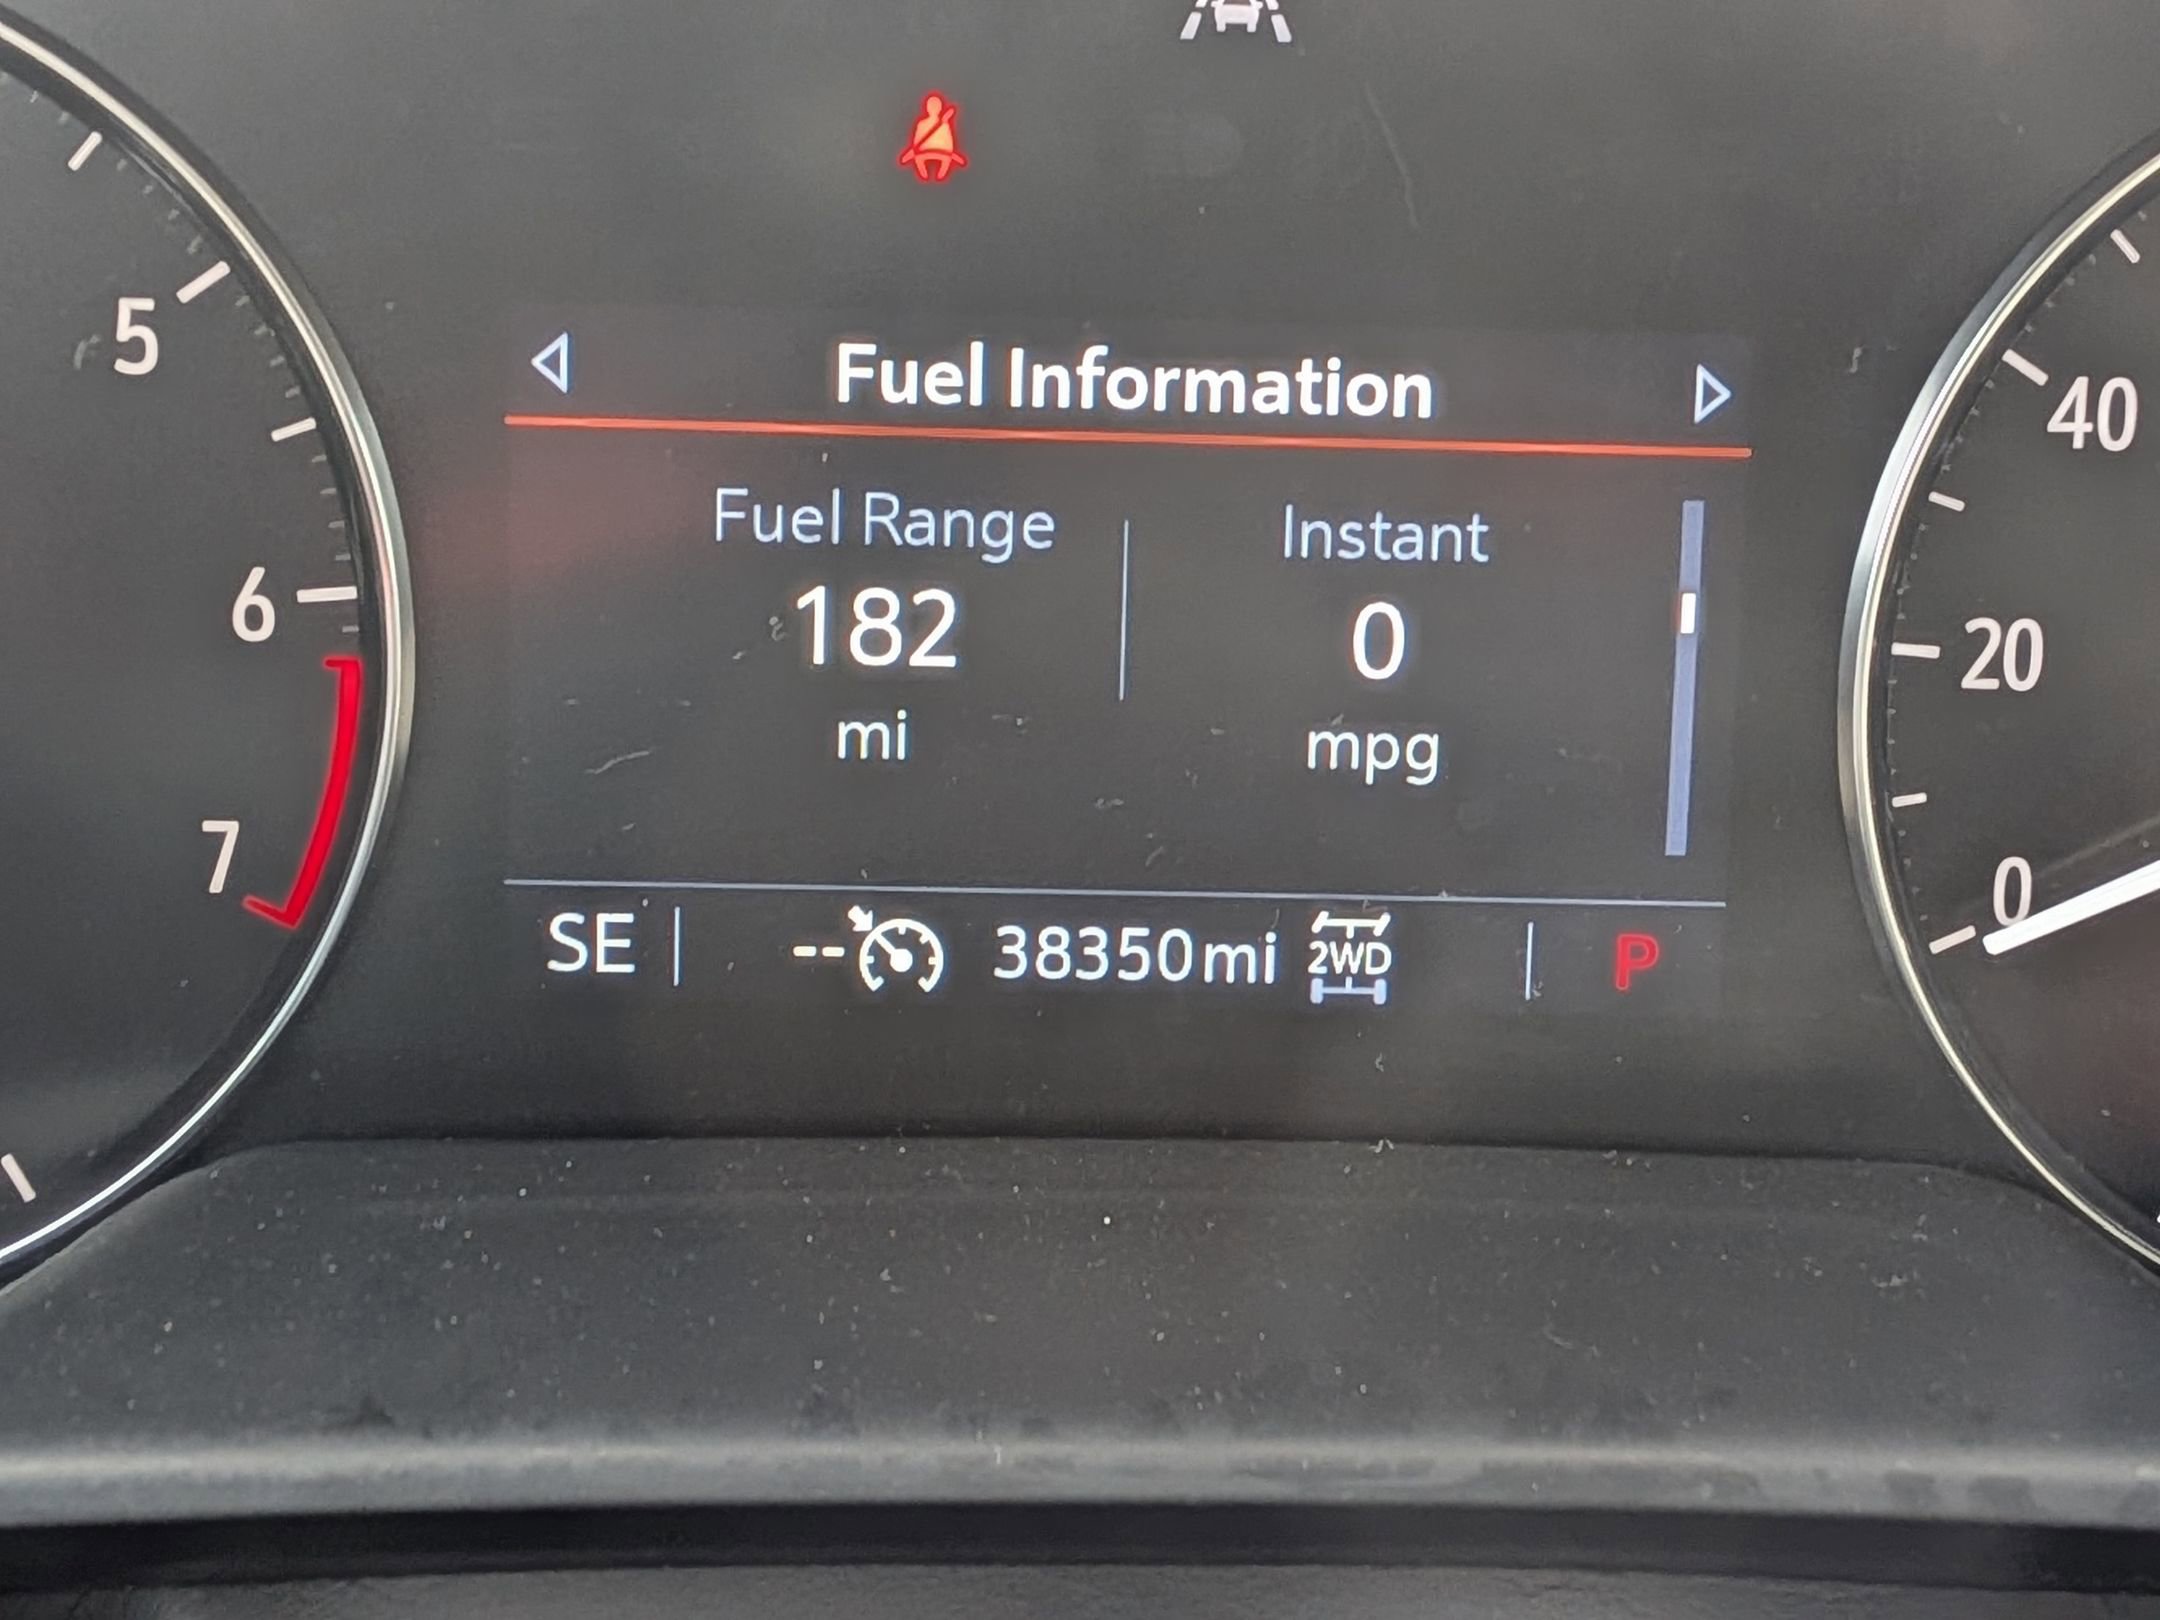 Fuel Information
Fuel Range
Instant
182
0
mi
mpg
SE -- 38350mi 2WD P
5
6
7
40
20
0